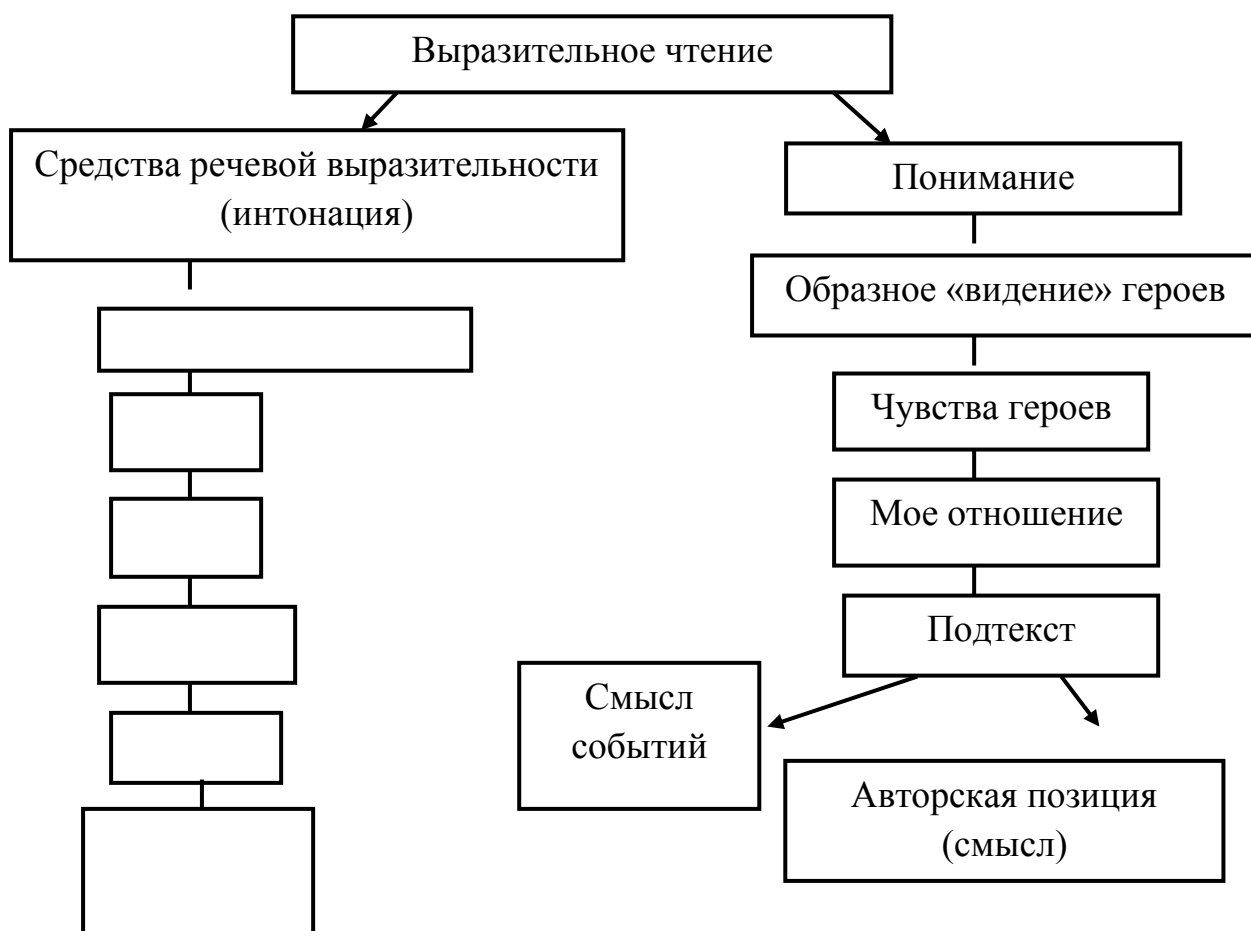 Выразительное чтение
Средства речевой выразительности
(интонация)
Понимание
Образное «видение» героев
Чувства героев
Мое отношение
Подтекст
Смысл
событий
Авторская позиция
(смысл)